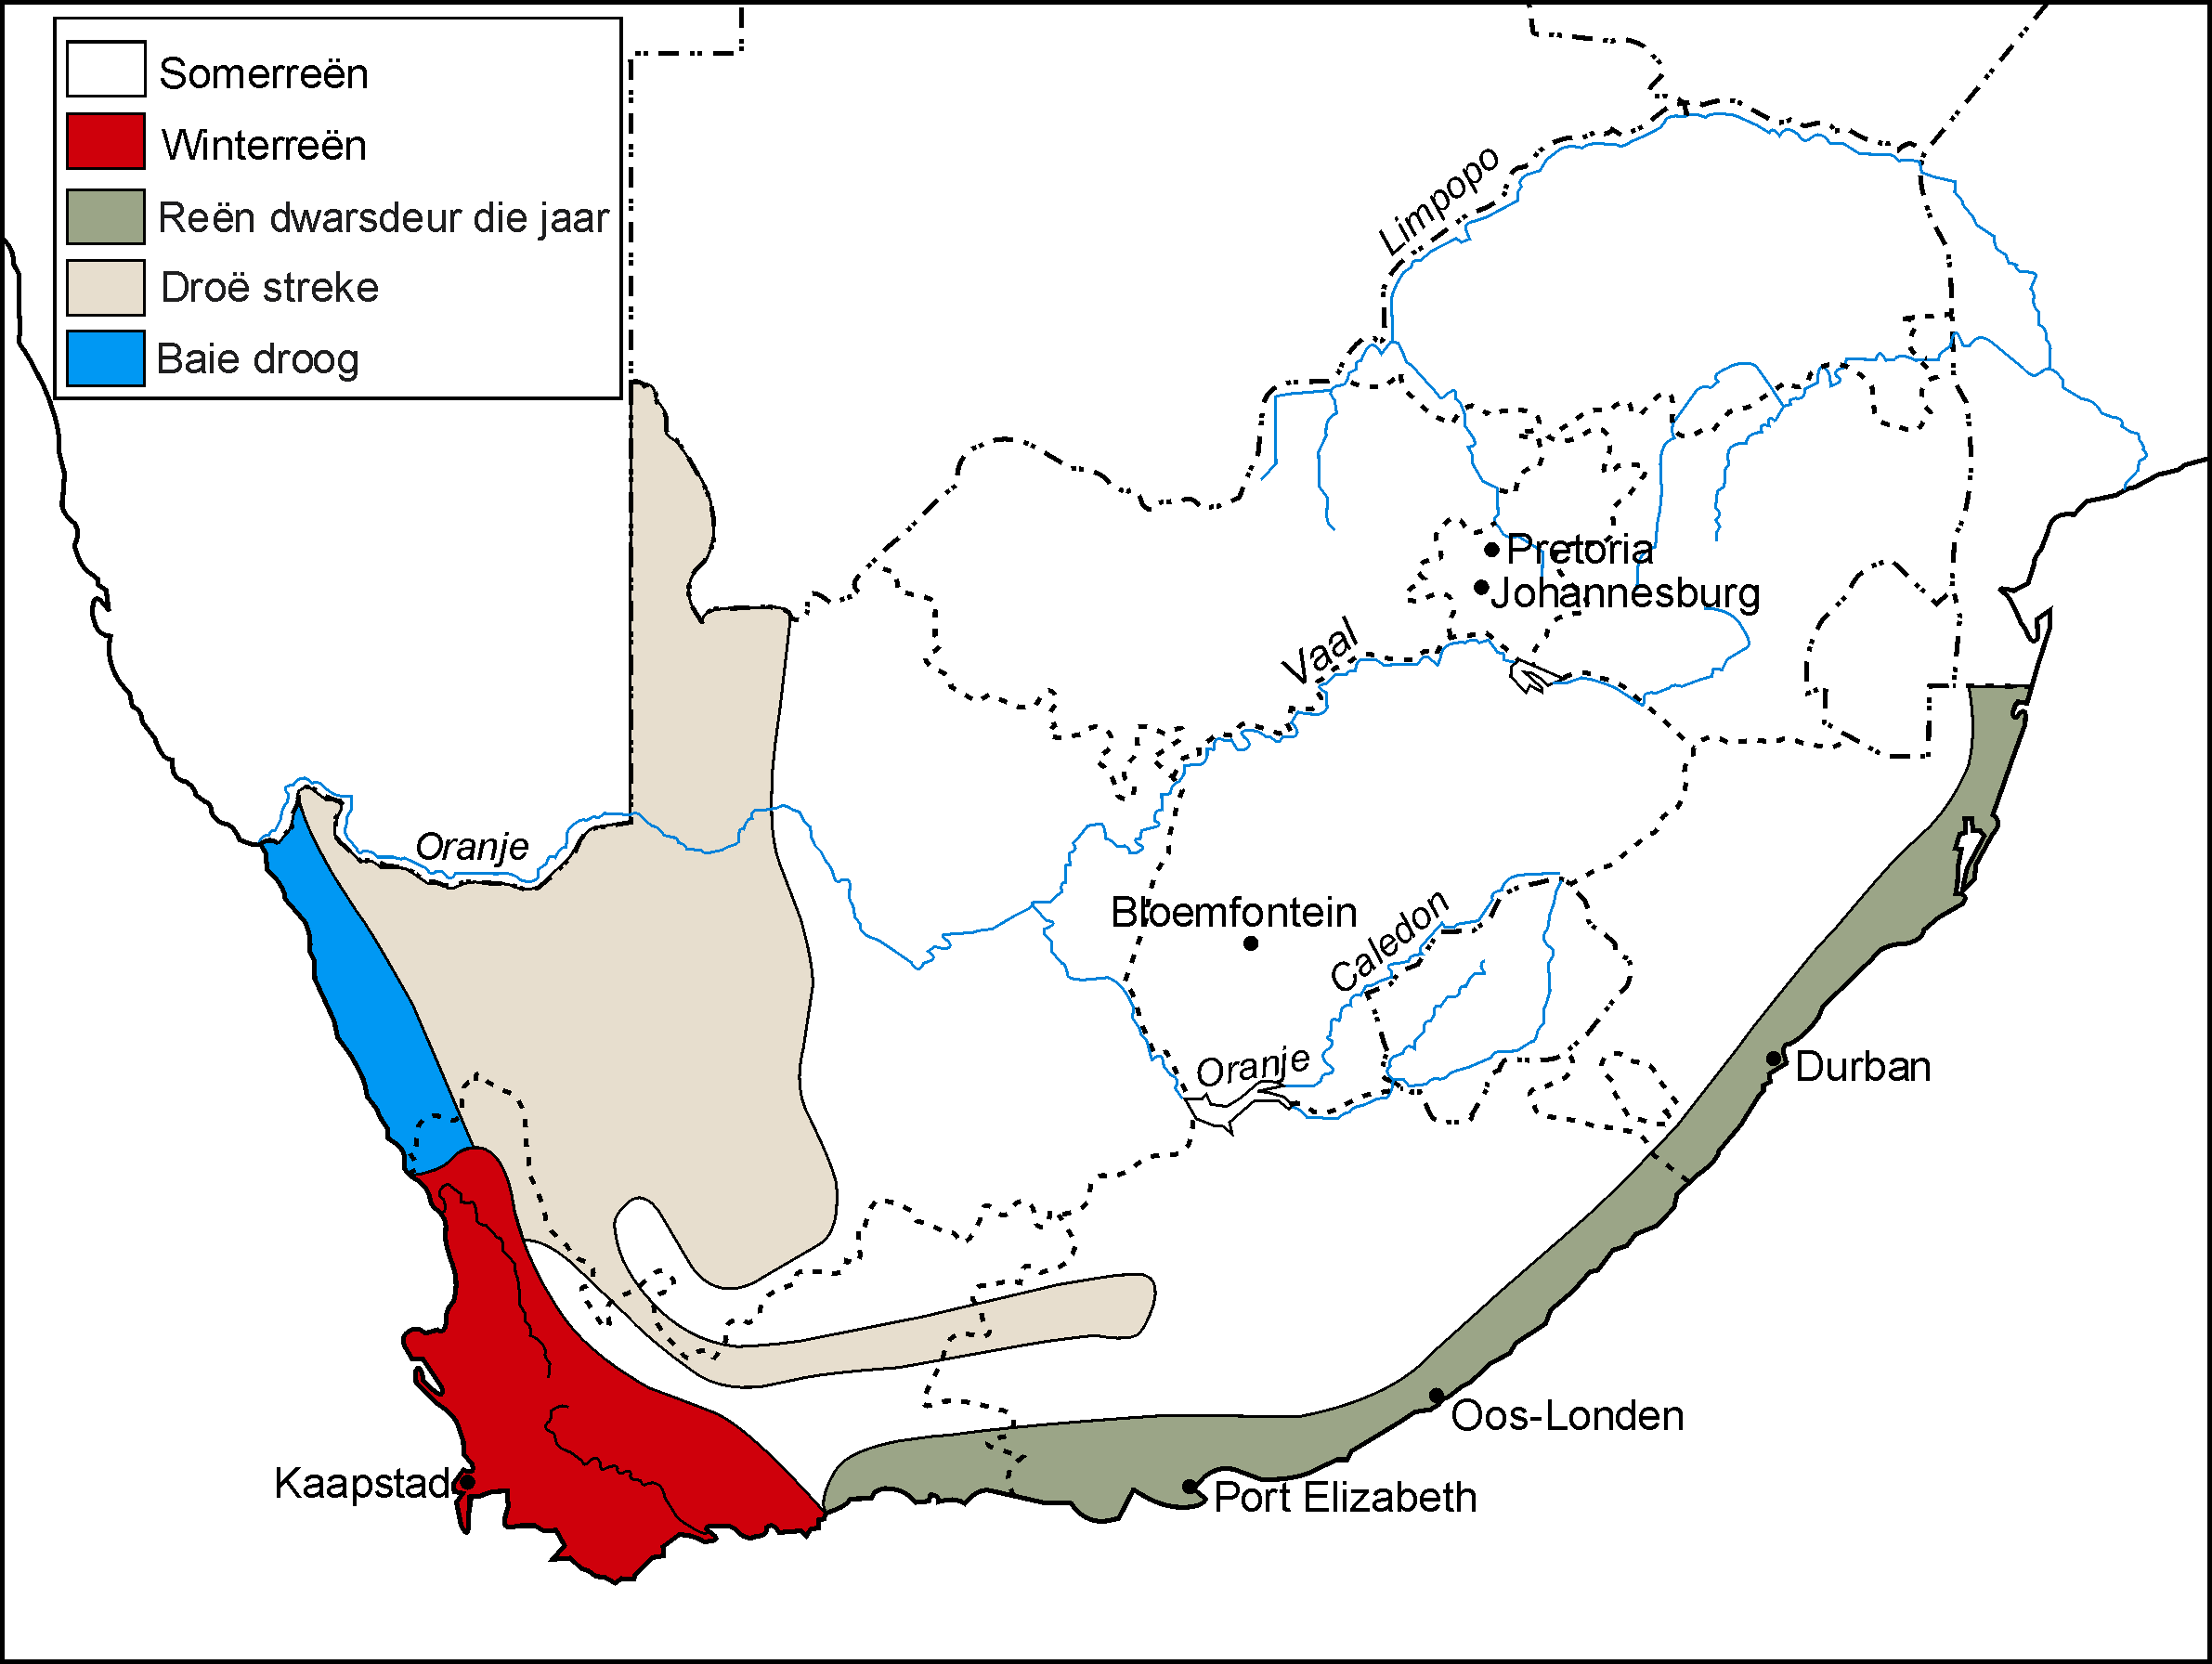 Somerreën
Winterreën
Reën dwarsdeur die jaar
Droë streke
Baie droog
Limpopo
Pretoria
Johannesburg
Vaal
Oranje
Bloemfontein
Caledon
Oranje
Durban
Oos-Londen
Kaapstad
Port Elizabeth